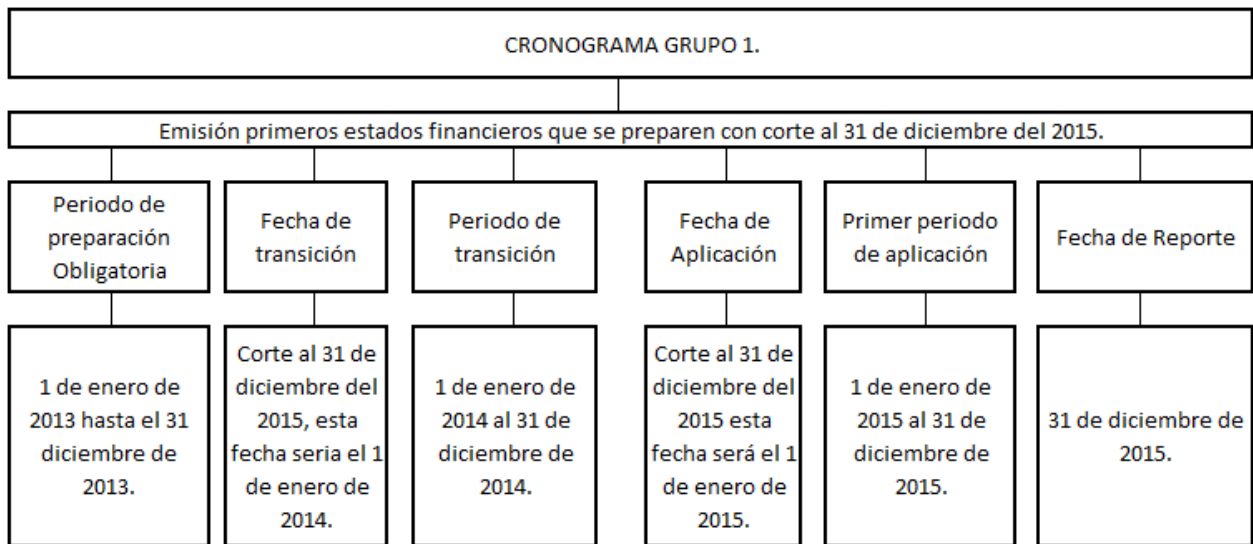 CRONOGRAMA GRUPO 1.
Emisión primeros estados financieros que se preparen con corte al 31 de diciembre del 2015.
Periodo de
preparación
Obligatoria
Fecha de
transición
Periodo de
transición
Fecha de
Aplicación
Primer periodo
de aplicación
Fecha de Reporte
1 de enero de
2013 hasta el 31
diciembre de
2013.
Corte al 31 de
diciembre del
2015, esta
fecha seria el 1
de enero de
2014.
1 de enero de
2014 al 31 de
diciembre de
2014.
Corte al 31 de
diciembre del
2015 esta
fecha será el 1
de enero de
2015.
1 de enero de
2015 al 31 de
diciembre de
2015.
31 de diciembre de
2015.